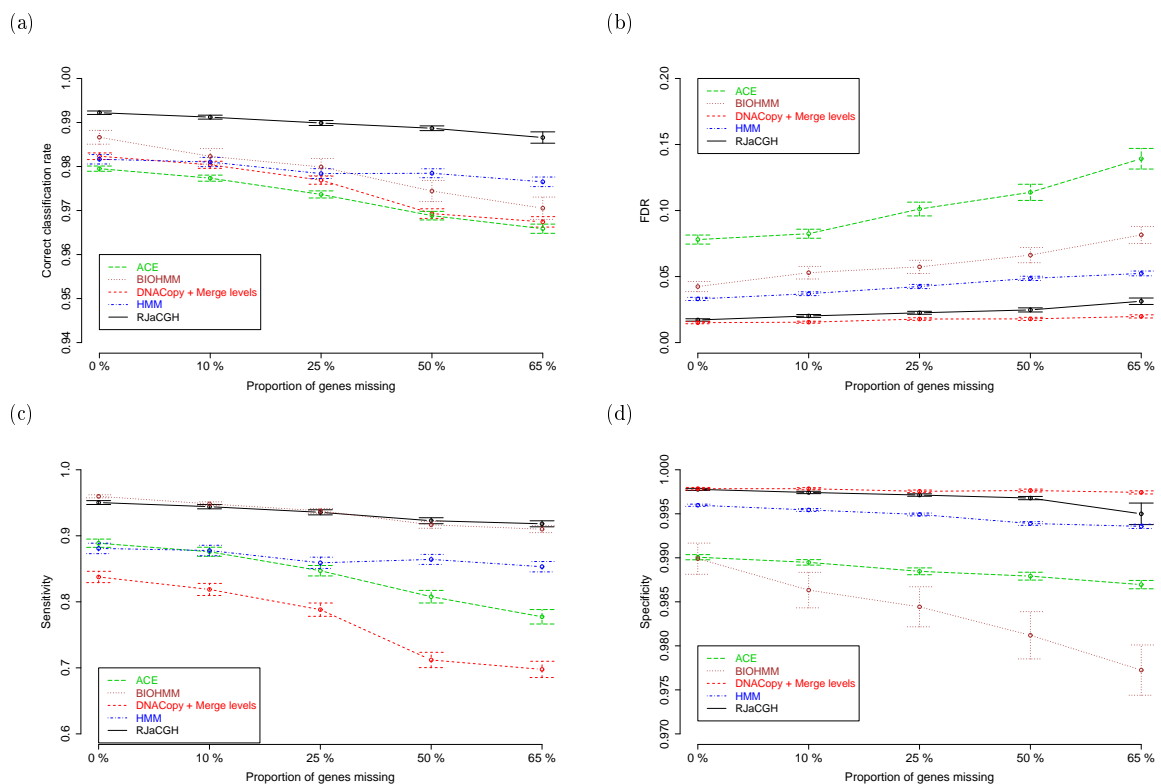 (a)
Correct classification rate
1.00
0.99
0.98
0.97
0.96
0.95
0.94
ACE
BIOHMM
DNACopy + Merge levels
HMM
RJaCGH
0 %
10 %
25 %
50 %
65 %
Proportion of genes missing
(b)
FDR
0.20
0.15
0.10
0.05
0.00
ACE
BIOHMM
DNACopy + Merge levels
HMM
RJaCGH
0 %
10 %
25 %
50 %
65 %
Proportion of genes missing
(c)
Sensitivity
1.0
0.9
0.8
0.7
0.6
ACE
BIOHMM
DNACopy + Merge levels
HMM
RJaCGH
0 %
10 %
25 %
50 %
65 %
Proportion of genes missing
(d)
Specificity
1.000
0.995
0.990
0.985
0.980
0.975
0.970
ACE
BIOHMM
DNACopy + Merge levels
HMM
RJaCGH
0 %
10 %
25 %
50 %
65 %
Proportion of genes missing